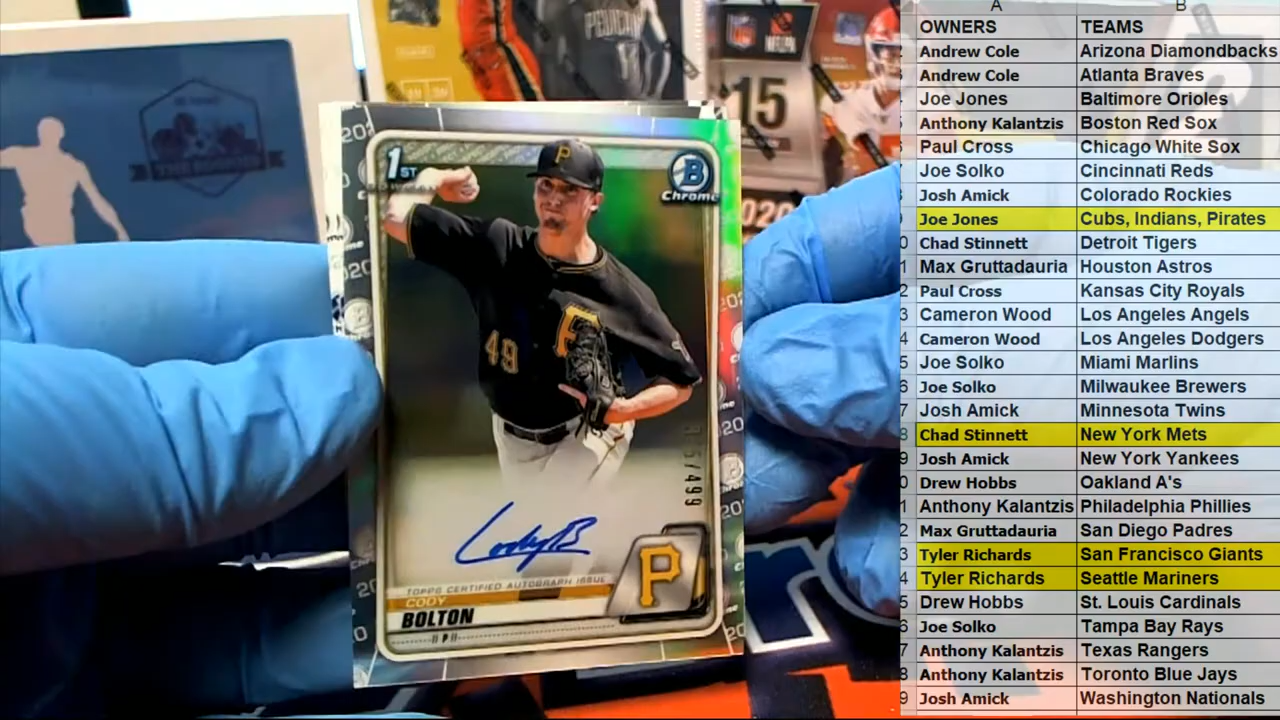 1ST
BOWMAN
B
Chrome
P
49
/499
CodyB
TOPPS CERTIFIED AUTOGRAPH ISSUE
CODY
BOLTON
P
P
PELICANS
NFL
15
2020
A
B
OWNERS
TEAMS
Andrew Cole
Arizona Diamondbacks
Andrew Cole
Atlanta Braves
Joe Jones
Baltimore Orioles
Anthony Kalantzis
Boston Red Sox
Paul Cross
Chicago White Sox
Joe Solko
Cincinnati Reds
Josh Amick
Colorado Rockies
Joe Jones
Cubs, Indians, Pirates
Chad Stinnett
Detroit Tigers
Max Gruttadauria
Houston Astros
Paul Cross
Kansas City Royals
Cameron Wood
Los Angeles Angels
Cameron Wood
Los Angeles Dodgers
Joe Solko
Miami Marlins
Joe Solko
Milwaukee Brewers
Josh Amick
Minnesota Twins
Chad Stinnett
New York Mets
Josh Amick
New York Yankees
Drew Hobbs
Oakland A's
Anthony Kalantzis
Philadelphia Phillies
Max Gruttadauria
San Diego Padres
Tyler Richards
San Francisco Giants
Tyler Richards
Seattle Mariners
Drew Hobbs
St. Louis Cardinals
Joe Solko
Tampa Bay Rays
Anthony Kalantzis
Texas Rangers
Anthony Kalantzis
Toronto Blue Jays
Josh Amick
Washington Nationals